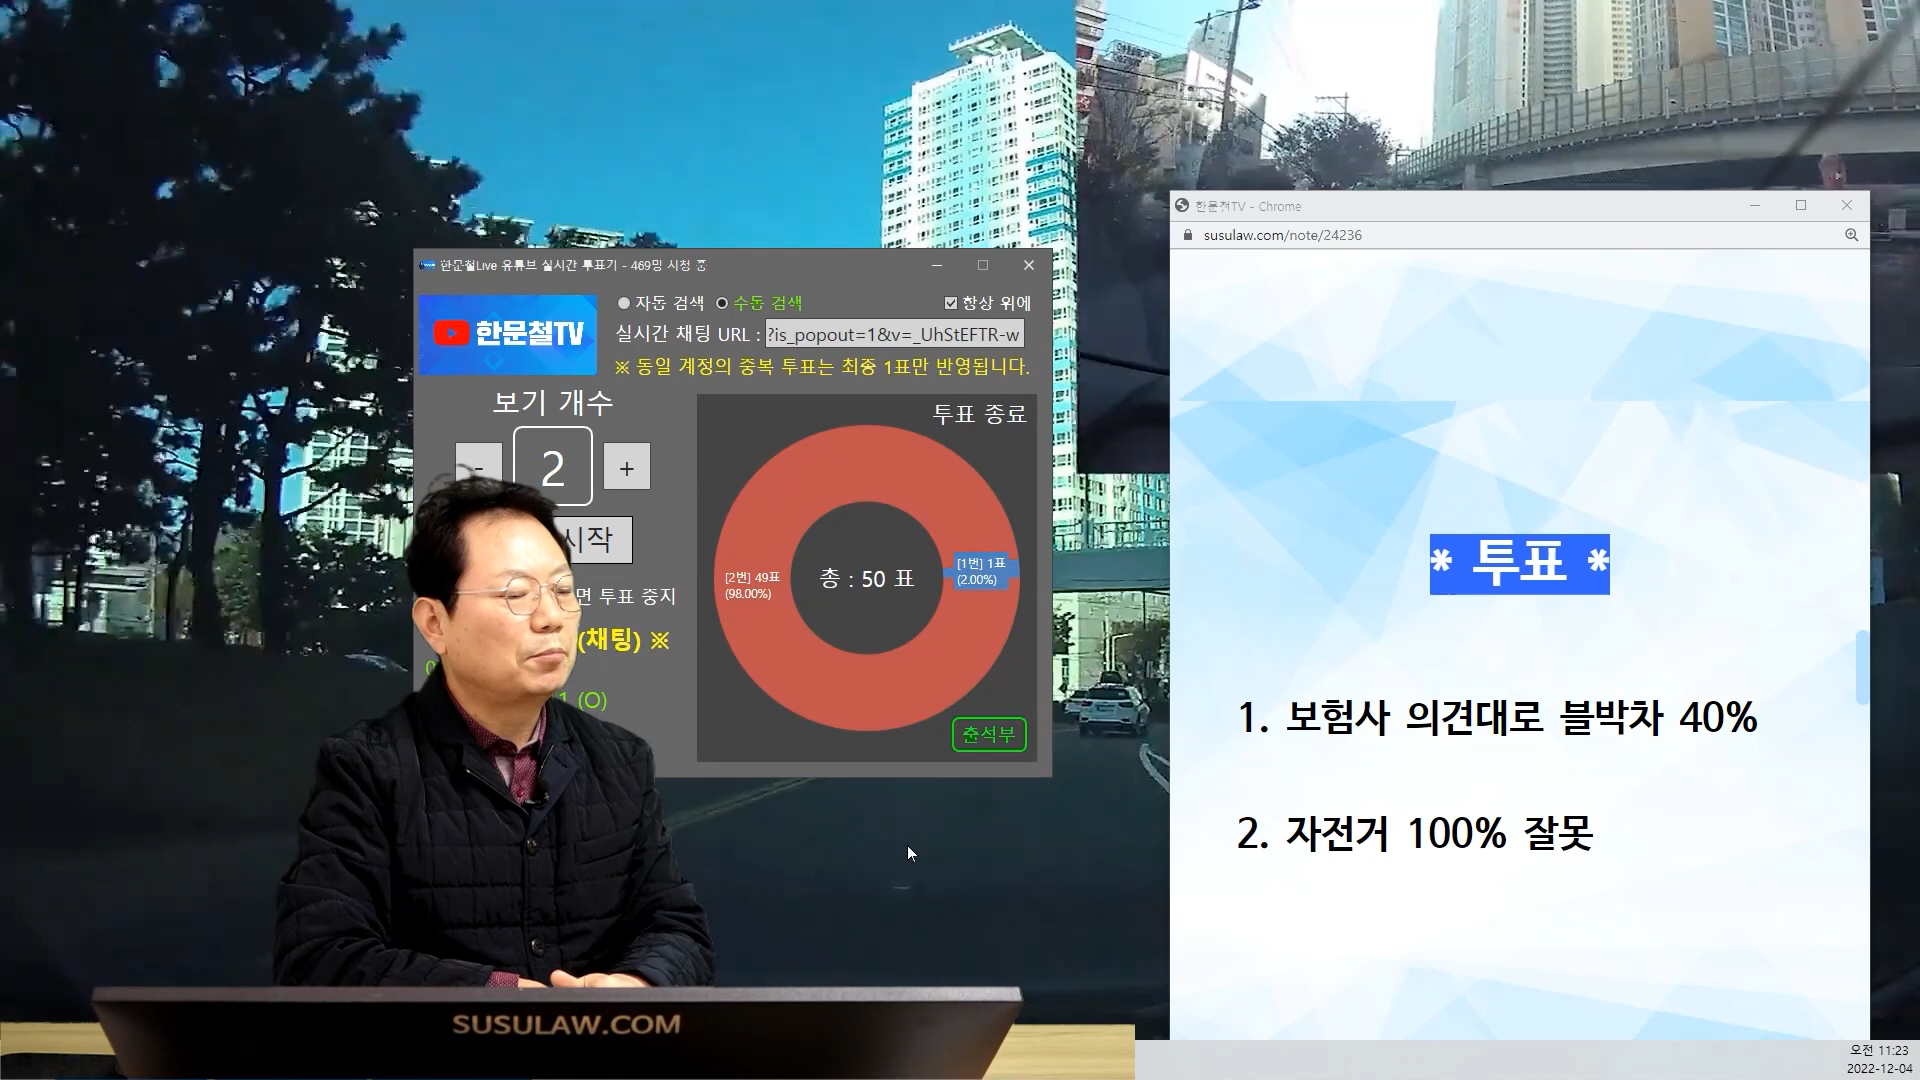 한문철Live 유튜브 실시간 투표기 - 469명 시청 중
한문철TV
자동 검색 수동 검색
항상 위에
실시간 채팅 URL : ?is_popout=1&v=_UhStEFTR-w
※ 동일 계정의 중복 투표는 최종 1표만 반영됩니다.
보기 개수
- 2 +
시작
면 투표 중지
(채팅) ※
1 (O)
투표 종료
[2번] 49표
(98.00%)
총 : 50 표
[1번] 1표
(2.00%)
출석부
SUSULAW.COM
한문철TV - Chrome
susulaw.com/note/24236
* 투표 *
1. 보험사 의견대로 블박차 40%
2. 자전거 100% 잘못
오전 11:23
2022-12-04